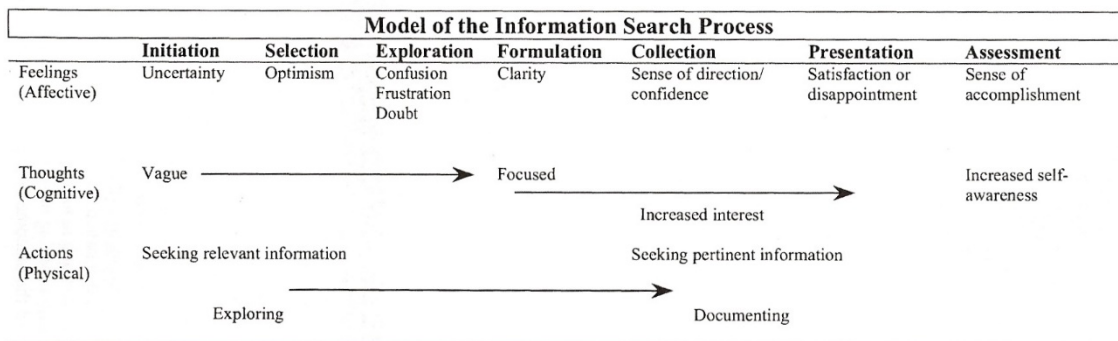 Model of the Information Search Process
Initiation Selection Exploration Formulation Collection Presentation Assessment
Feelings Uncertainty Optimism Confusion Clarity Sense of direction/ Satisfaction or Sense of
(Affective) Frustration confidence disappointment accomplishment
Doubt
Thoughts Vague Focused Increased self-
(Cognitive) awareness
Increased interest
Actions Seeking relevant information Seeking pertinent information
(Physical)
Exploring Documenting